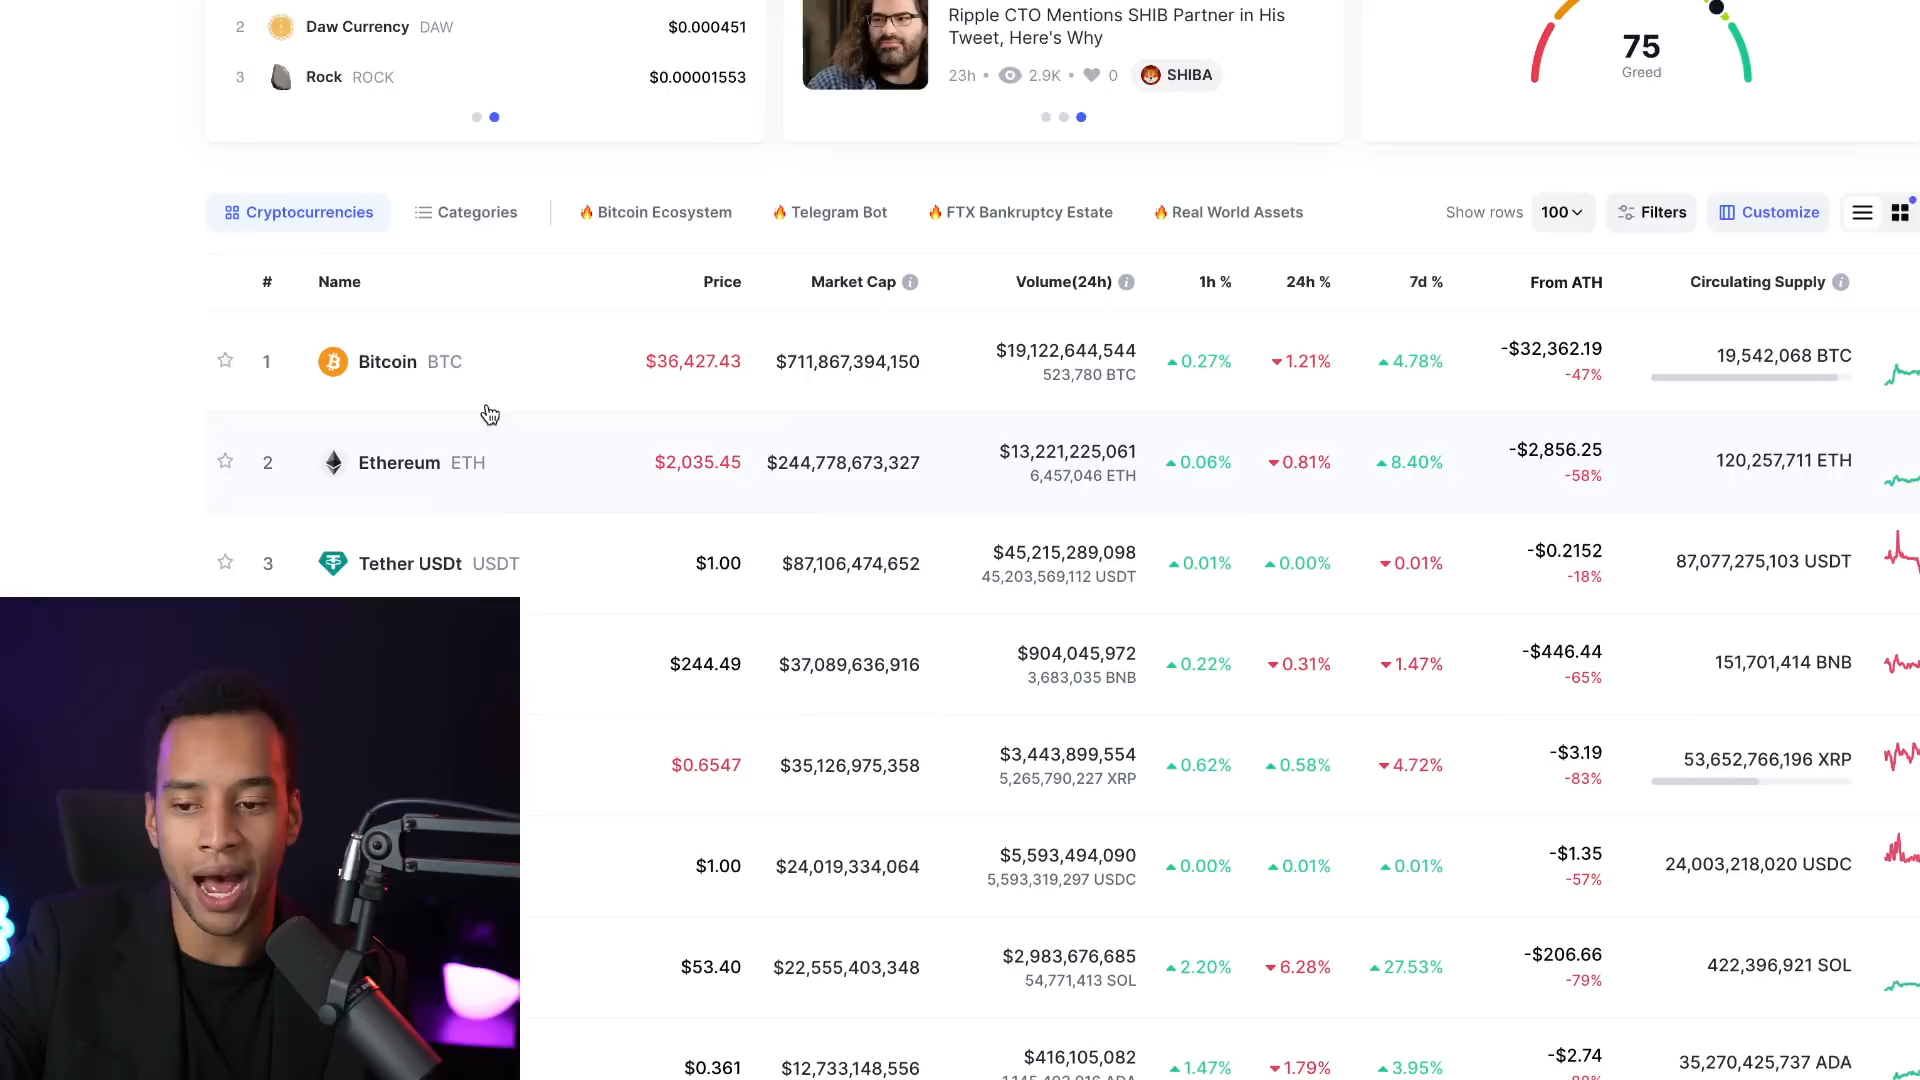 2 Daw Currency DAW $0.000451
3 Rock ROCK $0.00001553
Ripple CTO Mentions SHIB Partner in His
Tweet, Here's Why
23h • 2.9K • 0 SHIBA
75
Greed
Cryptocurrencies Categories Bitcoin Ecosystem Telegram Bot FTX Bankruptcy Estate Real World Assets Show rows 100 Filters Customize
# Name Price Market Cap Volume(24h) 1h % 24h % 7d % From ATH Circulating Supply
1 Bitcoin BTC $36,427.43 $711,867,394,150 $19,122,644,544 0.27% 1.21% 4.78% -$32,362.19 19,542,068 BTC
523,780 BTC -47%
2 Ethereum ETH $2,035.45 $244,778,673,327 $13,221,225,061 0.06% 0.81% 8.40% -$2,856.25 120,257,711 ETH
6,457,046 ETH -58%
3 Tether USDt USDT $1.00 $87,106,474,652 $45,215,289,098 0.01% 0.00% 0.01% -$0.2152 87,077,275,103 USDT
45,203,569,112 USDT -18%
$244.49 $37,089,636,916 $904,045,972 0.22% 0.31% 1.47% -$446.44 151,701,414 BNB
3,683,035 BNB -65%
$0.6547 $35,126,975,358 $3,443,899,554 0.62% 0.58% 4.72% -$3.19 53,652,766,196 XRP
5,265,790,227 XRP -83%
$1.00 $24,019,334,064 $5,593,494,090 0.00% 0.01% 0.01% -$1.35 24,003,218,020 USDC
5,593,319,297 USDC -57%
$53.40 $22,555,403,348 $2,983,676,685 2.20% 6.28% 27.53% -$206.66 422,396,921 SOL
54,771,413 SOL -79%
$0.361 $12,733,148,556 $416,105,082 1.47% 1.79% 3.95% -$2.74 35,270,425,737 ADA